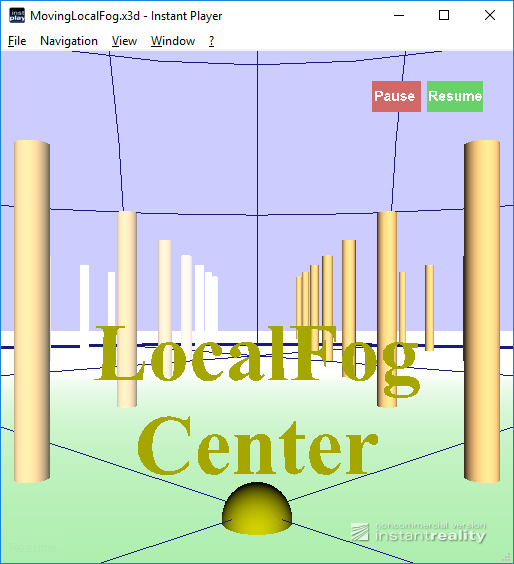 MovingLocalFog.x3d - Instant Player
File Navigation View Window ?
Pause Resume
LocalFog
Center
noncommercial version
instantreality